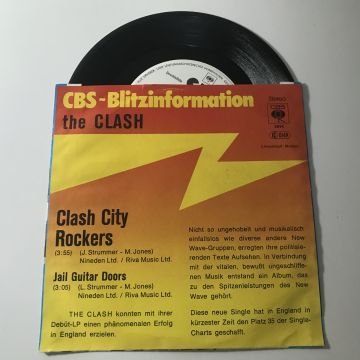 CBS-Blitzinformation
the CLASH
Stereo
CBS
Clash City
Rockers
(3:55) (J. Strummer - M. Jones)
Nineden Ltd. / Riva Music Ltd.
Jail Guitar Doors
(3:05) (L. Strummer - M. Jones)
Nineden Ltd. / Riva Music Ltd.
THE CLASH konnten mit ihrer
Debüt-LP einen phänomenalen Erfolg
in England erzielen.
Nicht so ungehobelt und musikalisch
einfallslos wie diverse andere New
Wave-Gruppen, erregten ihre politisie-
renden Texte Aufsehen. In Verbindung
mit der vitalen, bewußt ungeschliffe-
nen Musik entstand ein Album, das
zu den Spitzenleistungen des New
Wave gehört.
Diese neue Single hat in England in
kürzester Zeit den Platz 35 der Single-
Charts geschafft.